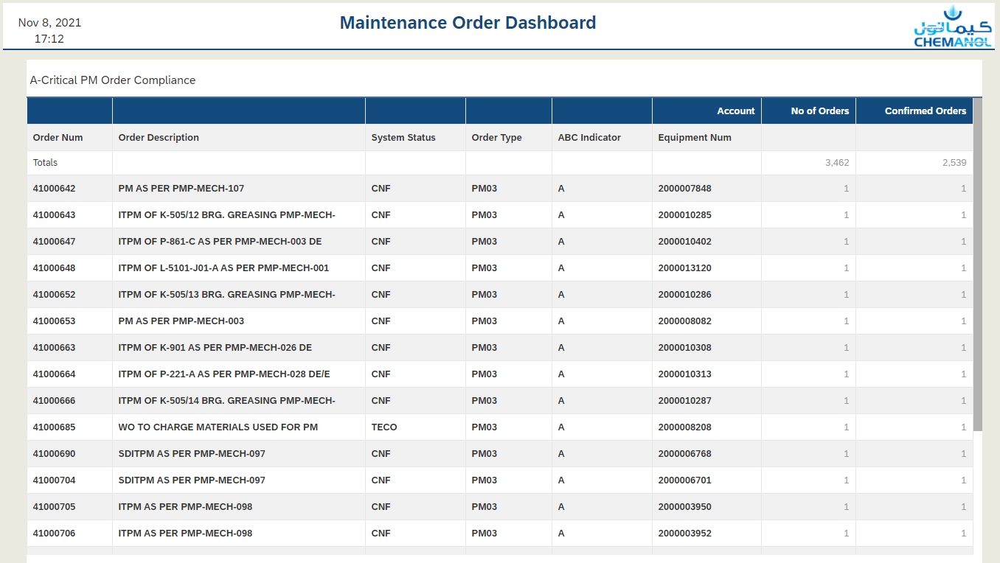 Nov 8, 2021
17:12
Maintenance Order Dashboard
كيمانول
CHEMANOL
A-Critical PM Order Compliance
Account No of Orders Confirmed Orders
Order Num Order Description System Status Order Type ABC Indicator Equipment Num
Totals 3,462 2,539
41000642 PM AS PER PMP-MECH-107 CNF PM03 A 2000007848 1 1
41000643 ITPM OF K-505/12 BRG. GREASING PMP-MECH- CNF PM03 A 2000010285 1 1
41000647 ITPM OF P-861-C AS PER PMP-MECH-003 DE CNF PM03 A 2000010402 1 1
41000648 ITPM OF L-5101-J01-A AS PER PMP-MECH-001 CNF PM03 A 2000013120 1 1
41000652 ITPM OF K-505/13 BRG. GREASING PMP-MECH- CNF PM03 A 2000010286 1 1
41000653 PM AS PER PMP-MECH-003 CNF PM03 A 2000008082 1 1
41000663 ITPM OF K-901 AS PER PMP-MECH-026 DE CNF PM03 A 2000010308 1 1
41000664 ITPM OF P-221-A AS PER PMP-MECH-028 DE/E CNF PM03 A 2000010313 1 1
41000666 ITPM OF K-505/14 BRG. GREASING PMP-MECH- CNF PM03 A 2000010287 1 1
41000685 WO TO CHARGE MATERIALS USED FOR PM TECO PM03 A 2000008208 1 1
41000690 SDITPM AS PER PMP-MECH-097 CNF PM03 A 2000006768 1 1
41000704 SDITPM AS PER PMP-MECH-097 CNF PM03 A 2000006701 1 1
41000705 ITPM AS PER PMP-MECH-098 CNF PM03 A 2000003950 1 1
41000706 ITPM AS PER PMP-MECH-098 CNF PM03 A 2000003952 1 1